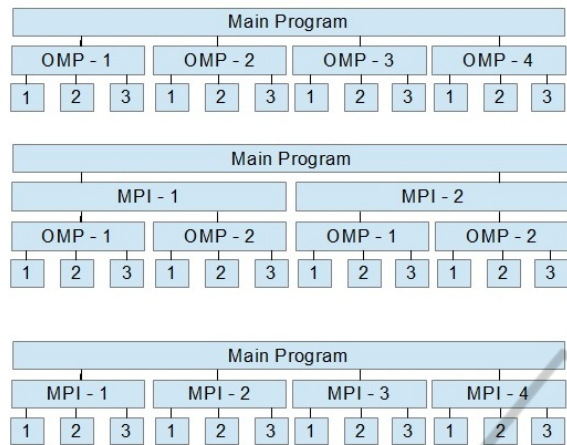 Main Program
OMP - 1 OMP - 2 OMP - 3 OMP - 4
1 2 3 1 2 3 1 2 3 1 2 3
Main Program
MPI - 1 MPI - 2
OMP - 1 OMP - 2 OMP - 1 OMP - 2
1 2 3 1 2 3 1 2 3 1 2 3
Main Program
MPI - 1 MPI - 2 MPI - 3 MPI - 4
1 2 3 1 2 3 1 2 3 1 2 3